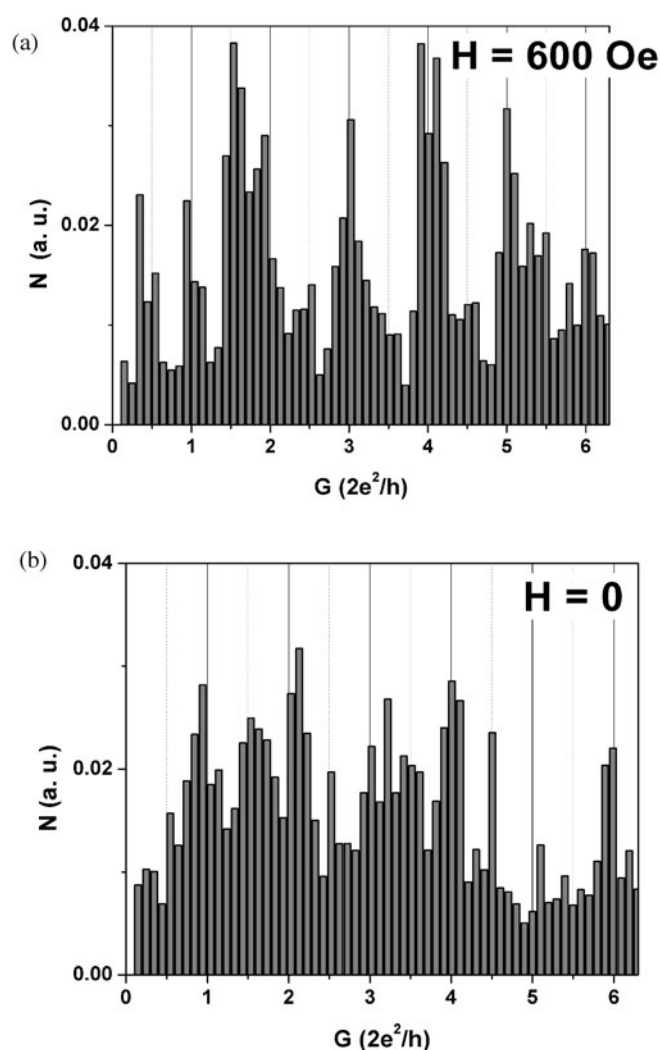 (a)
H = 600 Oe
0.04
0.02
0.00
N (a. u.)
0 1 2 3 4 5 6
G (2e²/h)
(b)
H = 0
0.04
0.02
0.00
N (a. u.)
0 1 2 3 4 5 6
G (2e²/h)